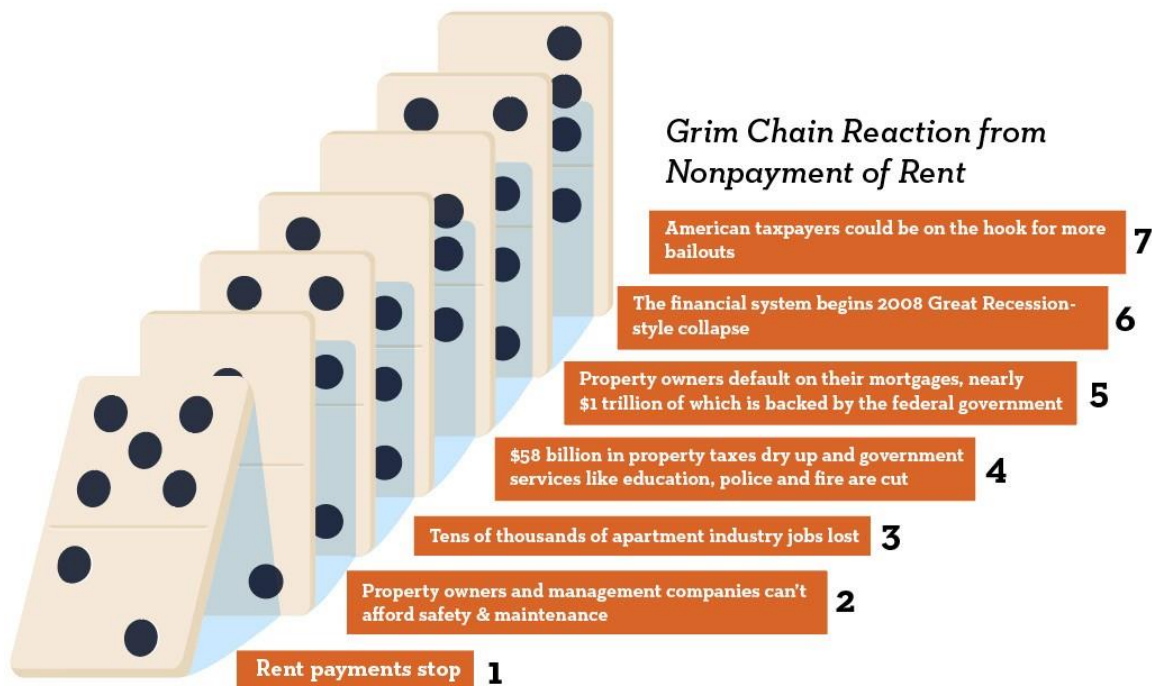 Grim Chain Reaction from
Nonpayment of Rent
American taxpayers could be on the hook for more
bailouts
7
The financial system begins 2008 Great Recession-
style collapse
6
Property owners default on their mortgages, nearly
$1 trillion of which is backed by the federal government
5
$58 billion in property taxes dry up and government
services like education, police and fire are cut
4
Tens of thousands of apartment industry jobs lost
3
Property owners and management companies can't
afford safety & maintenance
2
Rent payments stop
1